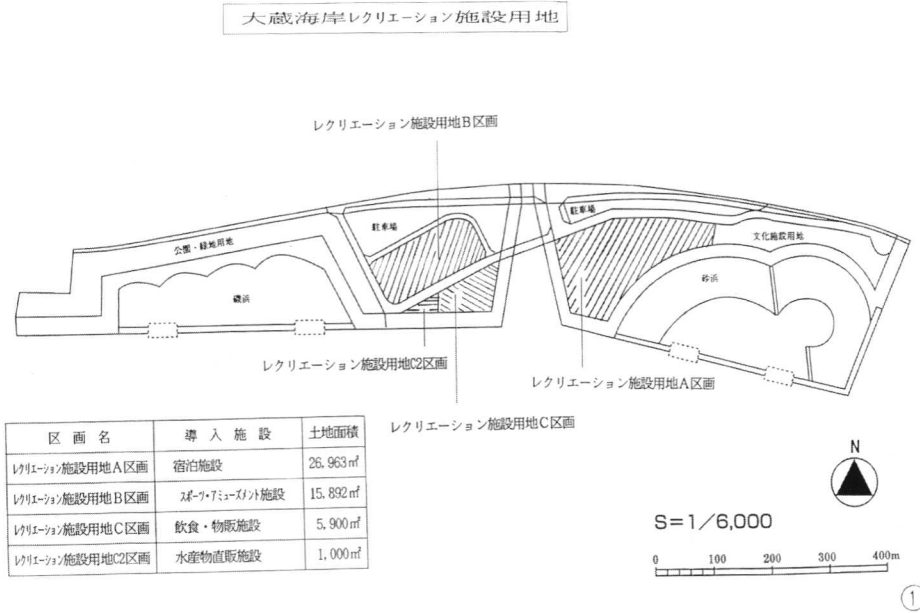 大蔵海岸レクリエーション施設用地
レクリエーション施設用地B区画
駐車場
駐車場
公園・緑地用地
文化施設用地
磯浜
砂浜
レクリエーション施設用地C2区画
レクリエーション施設用地A区画
レクリエーション施設用地C区画
区画名 導入施設 土地面積
レクリエーション施設用地A区画 宿泊施設 26,963㎡
レクリエーション施設用地B区画 スポーツ・アミューズメント施設 15,892㎡
レクリエーション施設用地C区画 飲食・物販施設 5,900㎡
レクリエーション施設用地C2区画 水産物直販施設 1,000㎡
N
S=1/6,000
0 100 200 300 400m
1